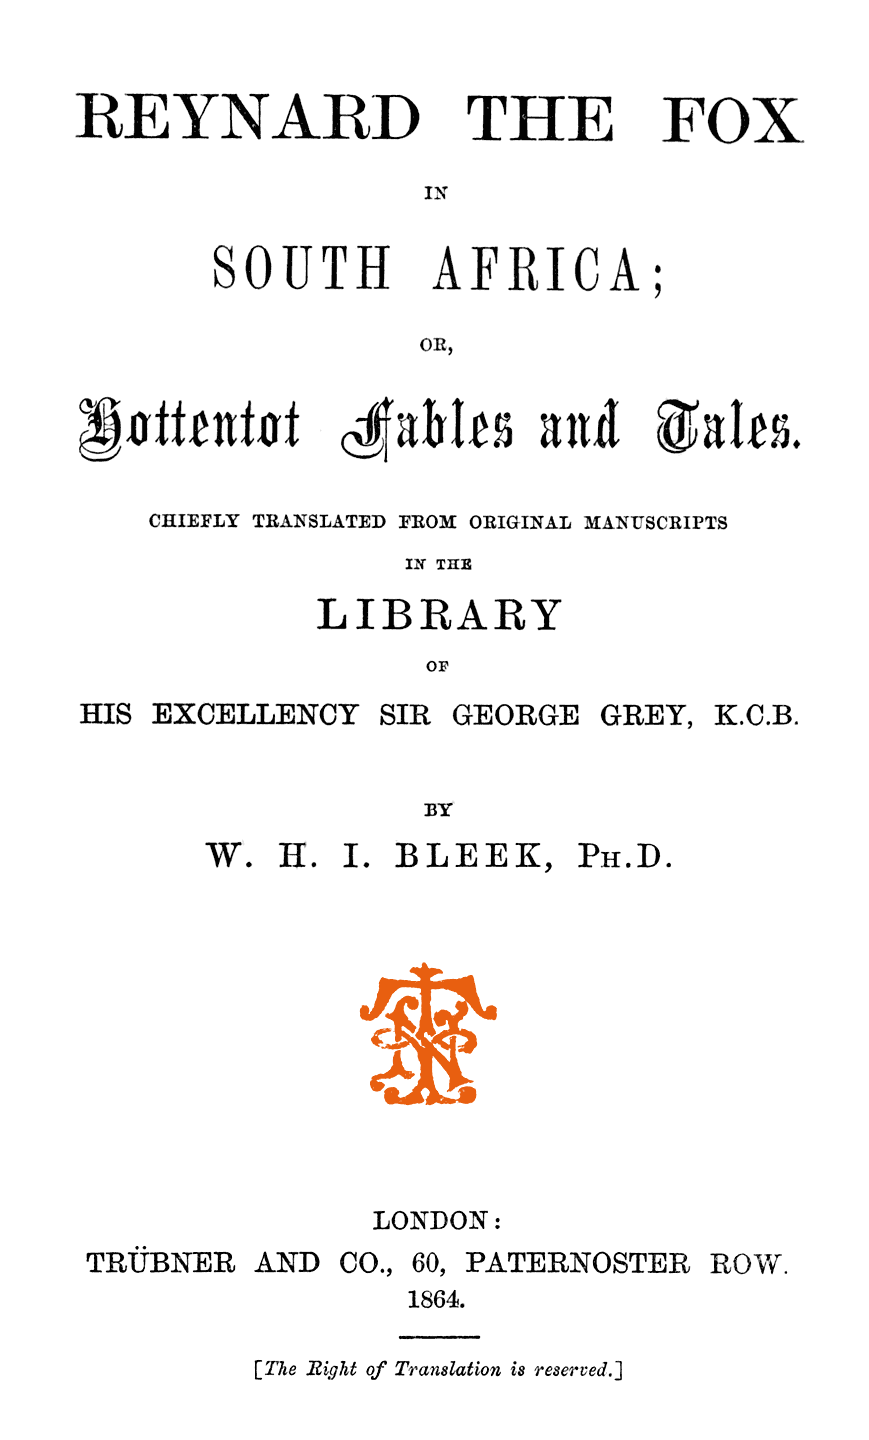 REYNARD THE FOX
IN
SOUTH AFRICA;
OR,
Hottentot Fables and Tales.
CHIEFLY TRANSLATED FROM ORIGINAL MANUSCRIPTS
IN THE
LIBRARY
OF
HIS EXCELLENCY SIR GEORGE GREY, K.C.B.
BY
W. H. I. BLEEK, PH.D.
LONDON:
TRÜBNER AND CO., 60, PATERNOSTER ROW.
1864.
[The Right of Translation is reserved.]